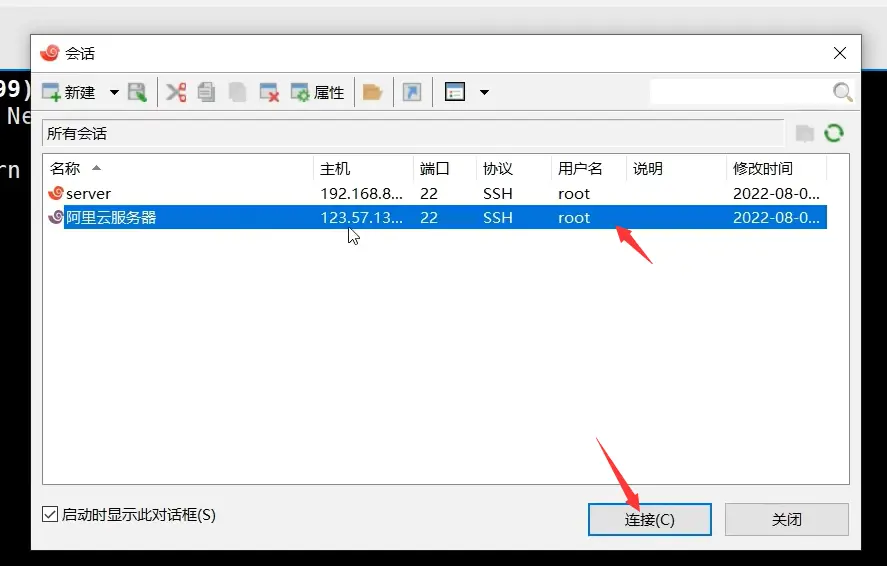 会话
99)
新建
属性
Ne
所有会话
rn
名称 主机 端口 协议 用户名 说明 修改时间
server 192.168.8... 22 SSH root 2022-08-0...
阿里云服务器 123.57.13... 22 SSH root 2022-08-0...
启动时显示此对话框(S)
连接(C)
关闭